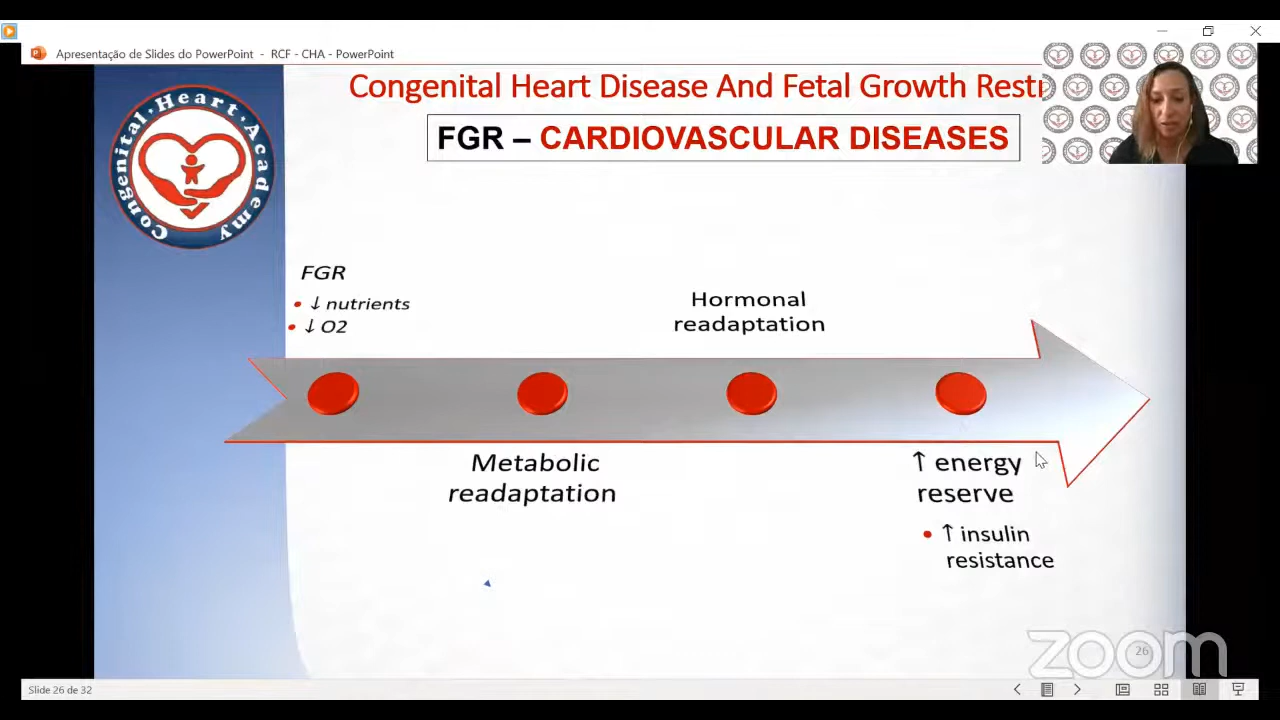 Apresentação de Slides do PowerPoint - RCF - CHA - PowerPoint
Congenital Heart Disease And Fetal Growth Restri
FGR – CARDIOVASCULAR DISEASES
Congenital • Heart • Academy
FGR
• ↓ nutrients
• ↓ O2
Hormonal
readaptation
Metabolic
readaptation
↑ energy
reserve
• ↑ insulin
resistance
zoom
26
Slide 26 de 32